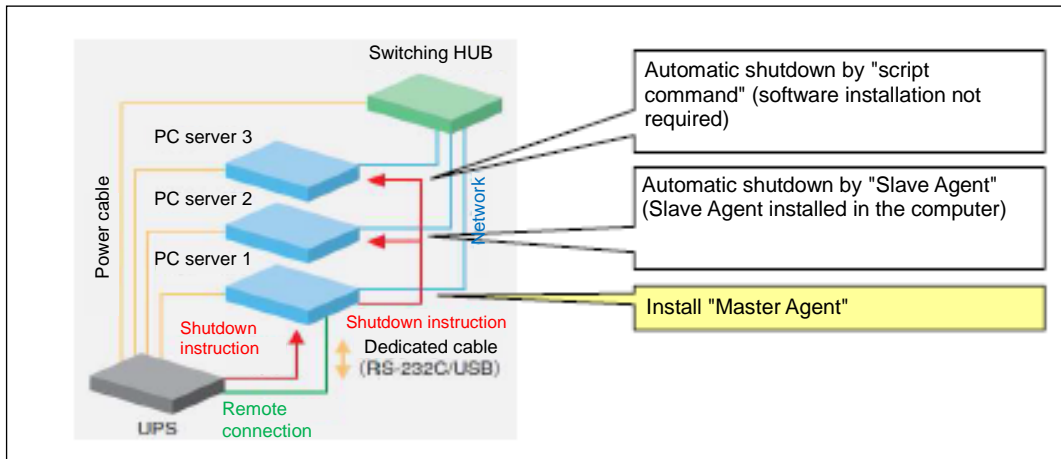 Switching HUB
Automatic shutdown by "script
command" (software installation not
required)
PC server 3
PC server 2
Automatic shutdown by "Slave Agent"
(Slave Agent installed in the computer)
Power cable
Network
PC server 1
Install "Master Agent"
Shutdown instruction
Shutdown
instruction
Dedicated cable
(RS-232C/USB)
Remote
connection
UPS